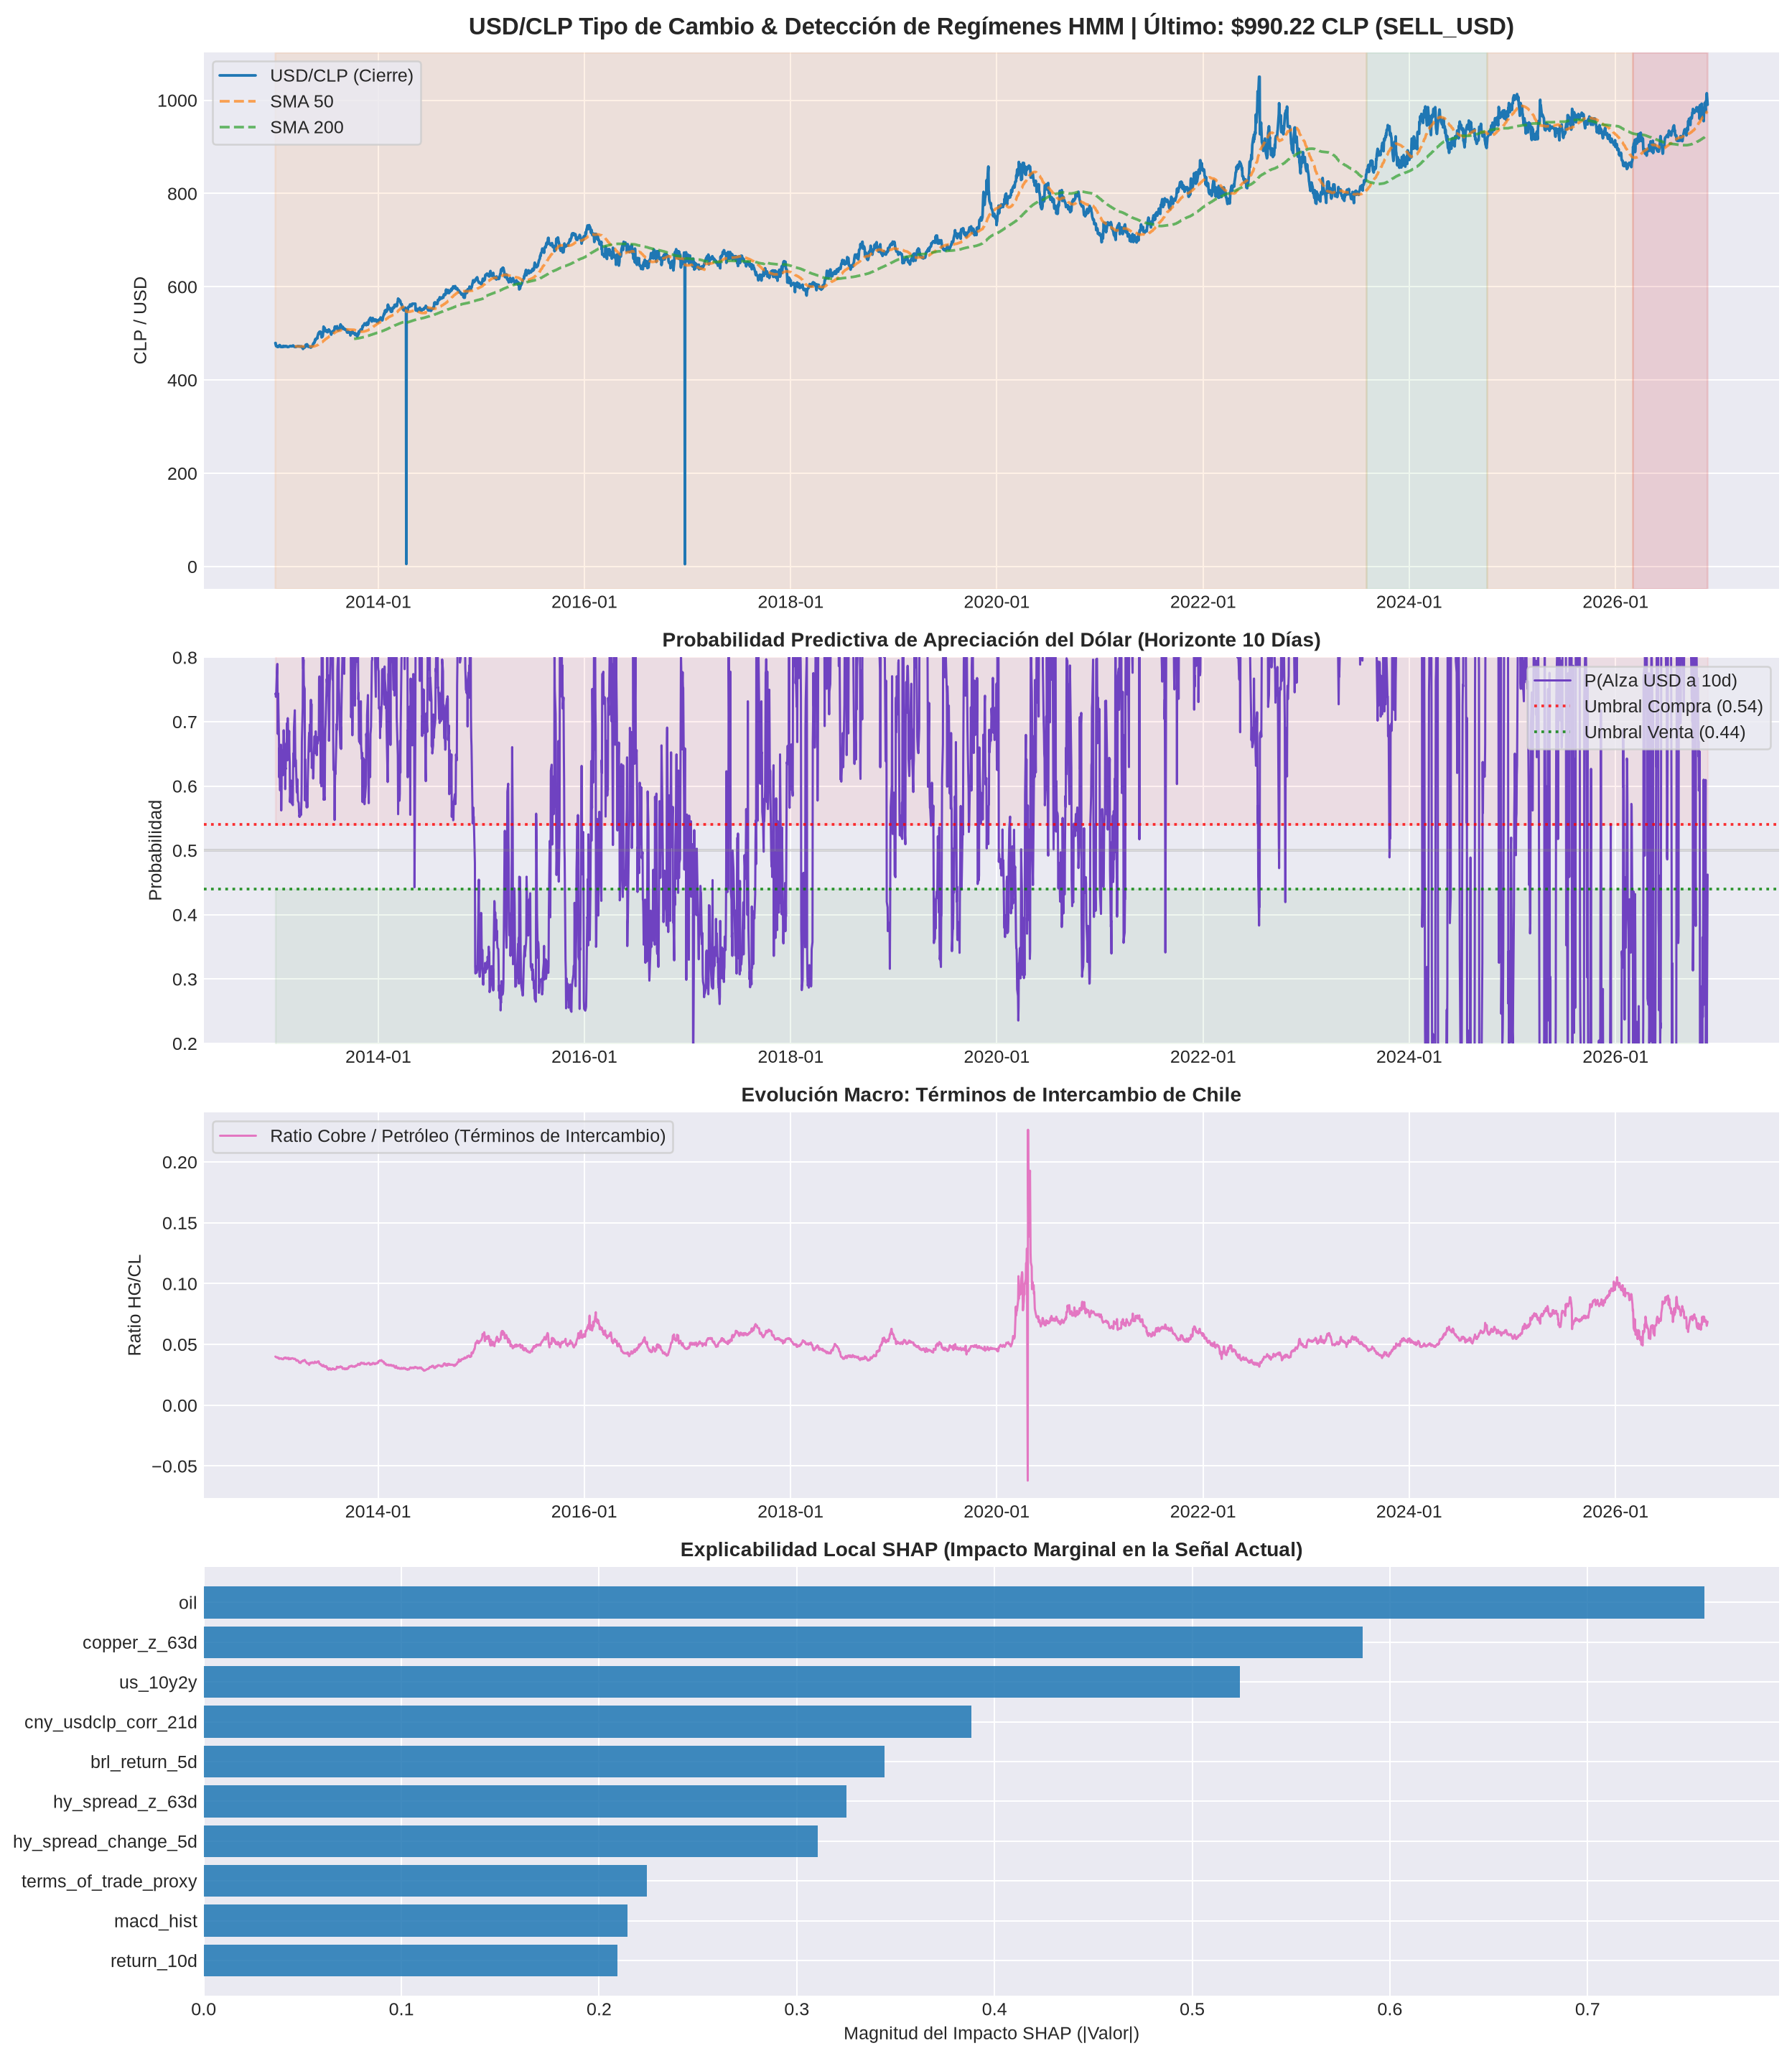 USD/CLP Tipo de Cambio & Detección de Regímenes HMM | Último: $990.22 CLP (SELL_USD)
USD/CLP (Cierre)
SMA 50
SMA 200
CLP / USD
1000
800
600
400
200
0
2014-01 2016-01 2018-01 2020-01 2022-01 2024-01 2026-01
Probabilidad Predictiva de Apreciación del Dólar (Horizonte 10 Días)
P(Alza USD a 10d)
Umbral Compra (0.54)
Umbral Venta (0.44)
Probabilidad
0.8
0.7
0.6
0.5
0.4
0.3
0.2
2014-01 2016-01 2018-01 2020-01 2022-01 2024-01 2026-01
Evolución Macro: Términos de Intercambio de Chile
Ratio Cobre / Petróleo (Términos de Intercambio)
Ratio HG/CL
0.20
0.15
0.10
0.05
0.00
−0.05
2014-01 2016-01 2018-01 2020-01 2022-01 2024-01 2026-01
Explicabilidad Local SHAP (Impacto Marginal en la Señal Actual)
oil
copper_z_63d
us_10y2y
cny_usdclp_corr_21d
brl_return_5d
hy_spread_z_63d
hy_spread_change_5d
terms_of_trade_proxy
macd_hist
return_10d
0.0 0.1 0.2 0.3 0.4 0.5 0.6 0.7
Magnitud del Impacto SHAP (|Valor|)